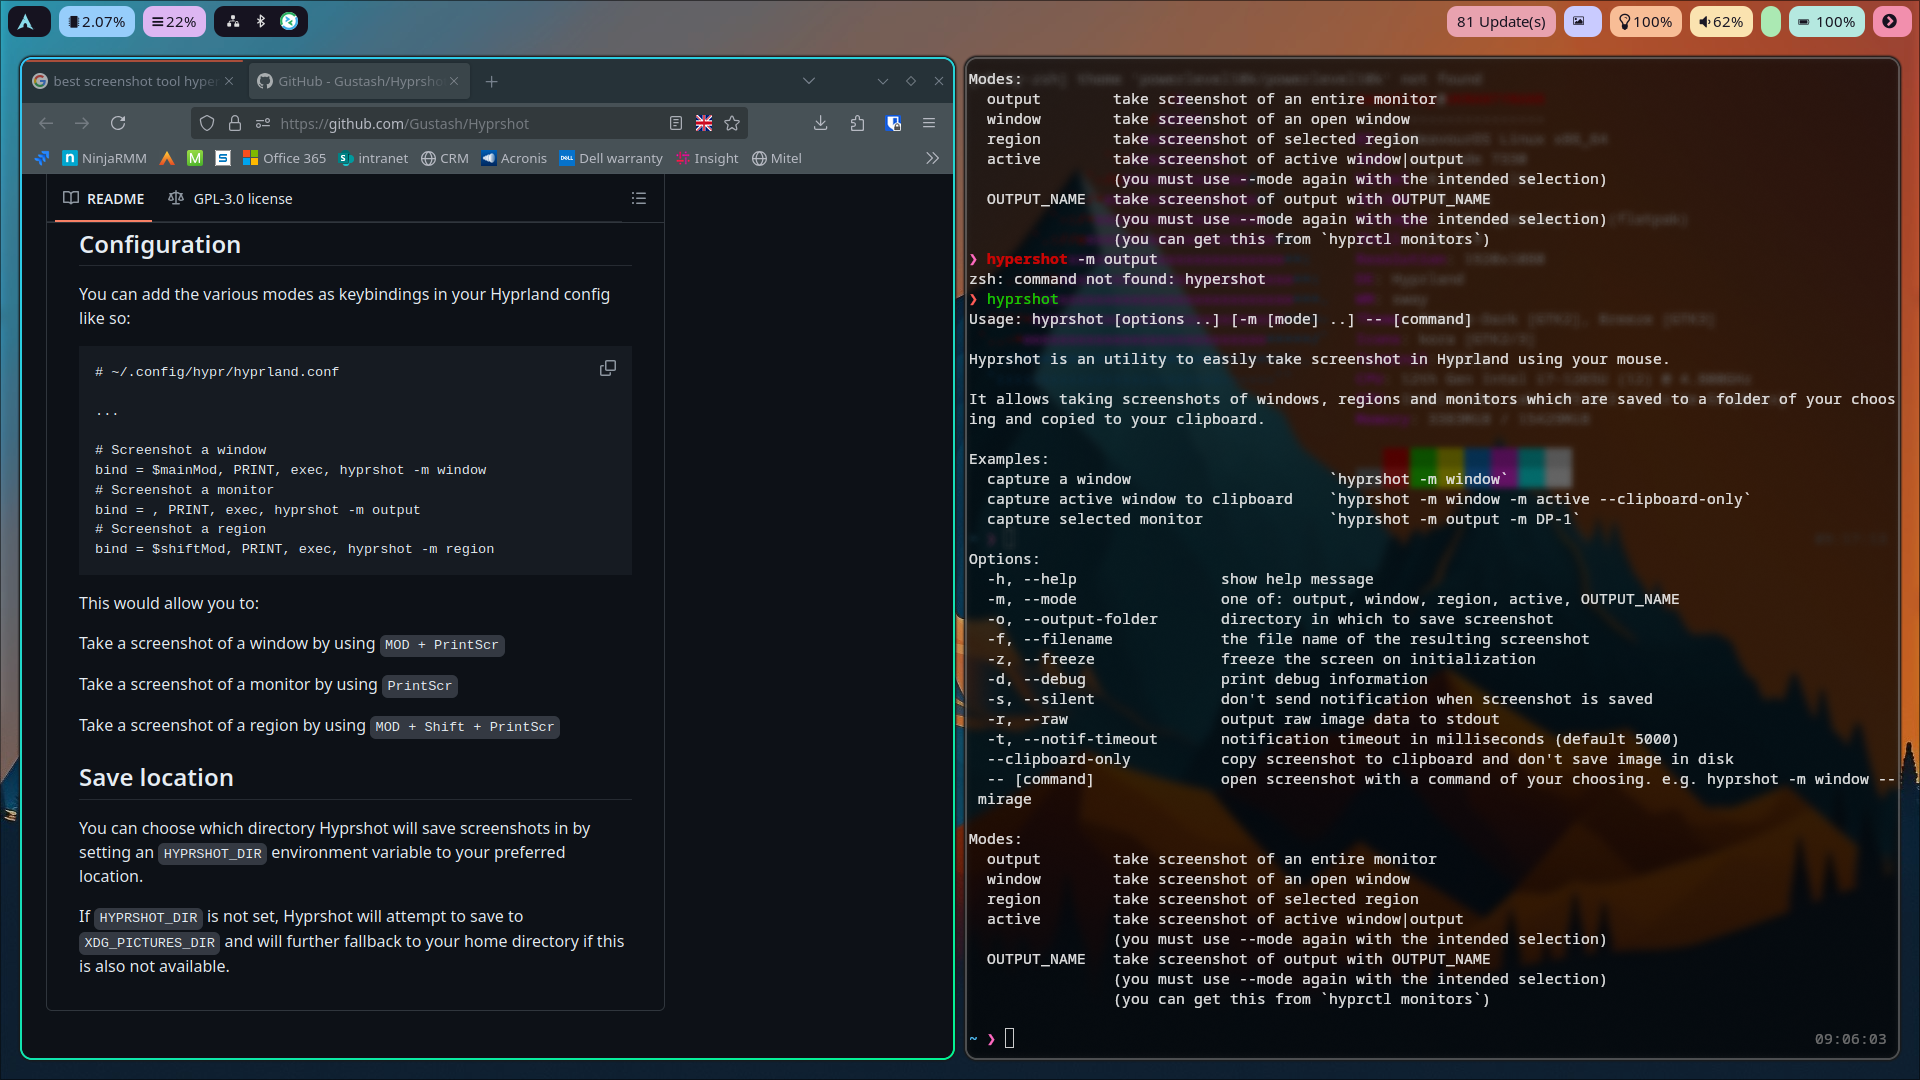 2.07%
22%
81 Update(s)
100%
62%
100%
best screenshot tool hyper
GitHub - Gustash/Hyprsho
https://github.com/Gustash/Hyprshot
NinjaRMM
Office 365
intranet
CRM
Acronis
Dell warranty
Insight
Mitel
README
GPL-3.0 license
Configuration
You can add the various modes as keybindings in your Hyprland config
like so:
# ~/.config/hypr/hyprland.conf
...
# Screenshot a window
bind = $mainMod, PRINT, exec, hyprshot -m window
# Screenshot a monitor
bind = , PRINT, exec, hyprshot -m output
# Screenshot a region
bind = $shiftMod, PRINT, exec, hyprshot -m region
This would allow you to:
Take a screenshot of a window by using MOD + PrintScr
Take a screenshot of a monitor by using PrintScr
Take a screenshot of a region by using MOD + Shift + PrintScr
Save location
You can choose which directory Hyprshot will save screenshots in by
setting an HYPRSHOT_DIR environment variable to your preferred
location.
If HYPRSHOT_DIR is not set, Hyprshot will attempt to save to
XDG_PICTURES_DIR and will further fallback to your home directory if this
is also not available.
Modes:
output take screenshot of an entire monitor
window take screenshot of an open window
region take screenshot of selected region
active take screenshot of active window|output
(you must use --mode again with the intended selection)
OUTPUT_NAME take screenshot of output with OUTPUT_NAME
(you must use --mode again with the intended selection)
(you can get this from `hyprctl monitors`)
❯ hypershot -m output
zsh: command not found: hypershot
❯ hyprshot
Usage: hyprshot [options ..] [-m [mode] ..] -- [command]
Hyprshot is an utility to easily take screenshot in Hyprland using your mouse.
It allows taking screenshots of windows, regions and monitors which are saved to a folder of your choos
ing and copied to your clipboard.
Examples:
capture a window `hyprshot -m window`
capture active window to clipboard `hyprshot -m window -m active --clipboard-only`
capture selected monitor `hyprshot -m output -m DP-1`
Options:
-h, --help show help message
-m, --mode one of: output, window, region, active, OUTPUT_NAME
-o, --output-folder directory in which to save screenshot
-f, --filename the file name of the resulting screenshot
-z, --freeze freeze the screen on initialization
-d, --debug print debug information
-s, --silent don't send notification when screenshot is saved
-r, --raw output raw image data to stdout
-t, --notif-timeout notification timeout in milliseconds (default 5000)
--clipboard-only copy screenshot to clipboard and don't save image in disk
-- [command] open screenshot with a command of your choosing. e.g. hyprshot -m window --
mirage
Modes:
output take screenshot of an entire monitor
window take screenshot of an open window
region take screenshot of selected region
active take screenshot of active window|output
(you must use --mode again with the intended selection)
OUTPUT_NAME take screenshot of output with OUTPUT_NAME
(you must use --mode again with the intended selection)
(you can get this from `hyprctl monitors`)
~ ❯
09:06:03